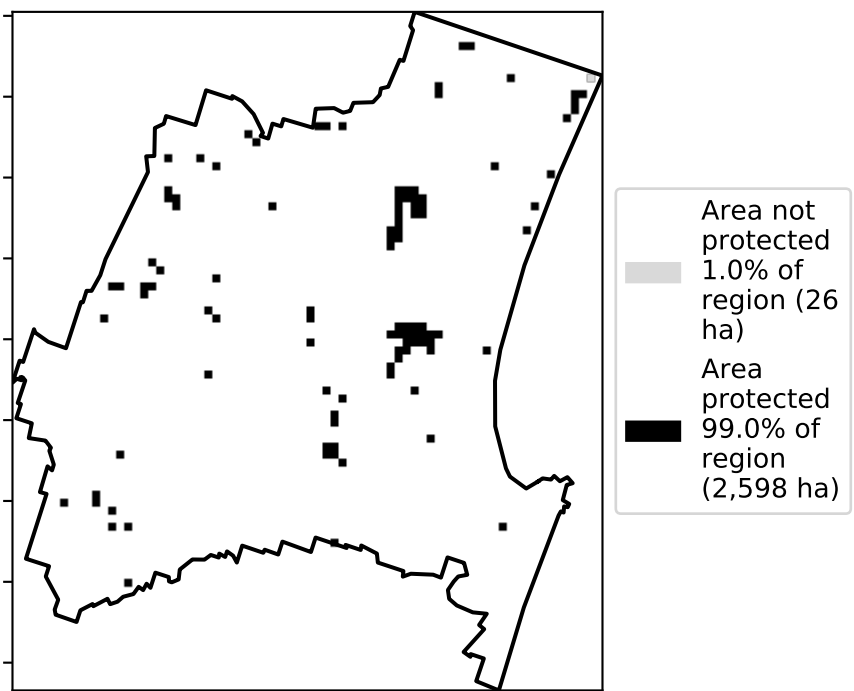 Area not
protected
1.0% of
region (26
ha)
Area
protected
99.0% of
region
(2,598 ha)